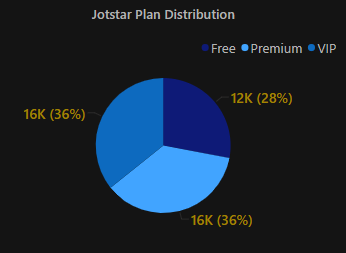 Jotstar Plan Distribution
Free Premium VIP
12K (28%)
16K (36%)
16K (36%)